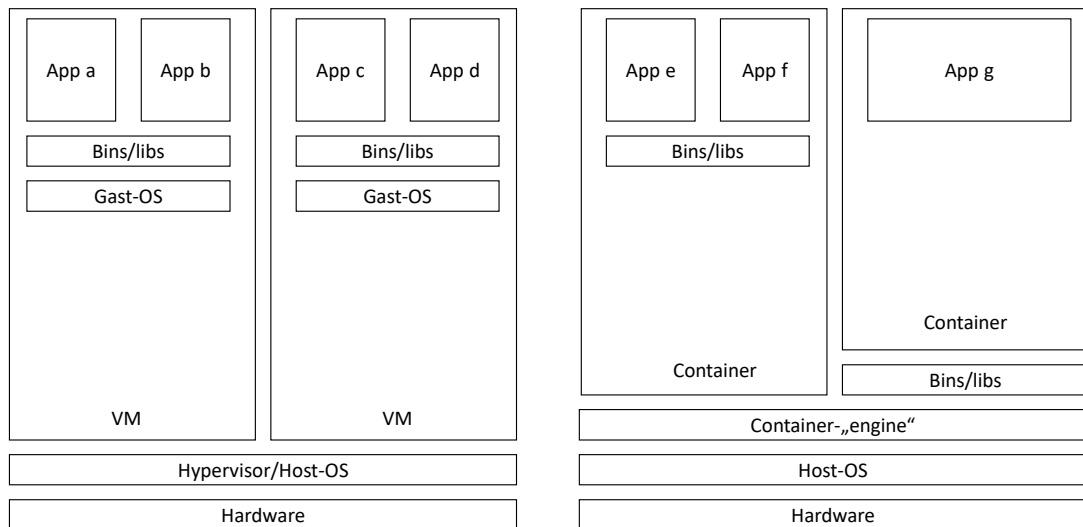 App a
App b
Bins/libs
Gast-OS
VM
App c
App d
Bins/libs
Gast-OS
VM
Hypervisor/Host-OS
Hardware
App e
App f
Bins/libs
Container
App g
Container
Bins/libs
Container-„engine“
Host-OS
Hardware